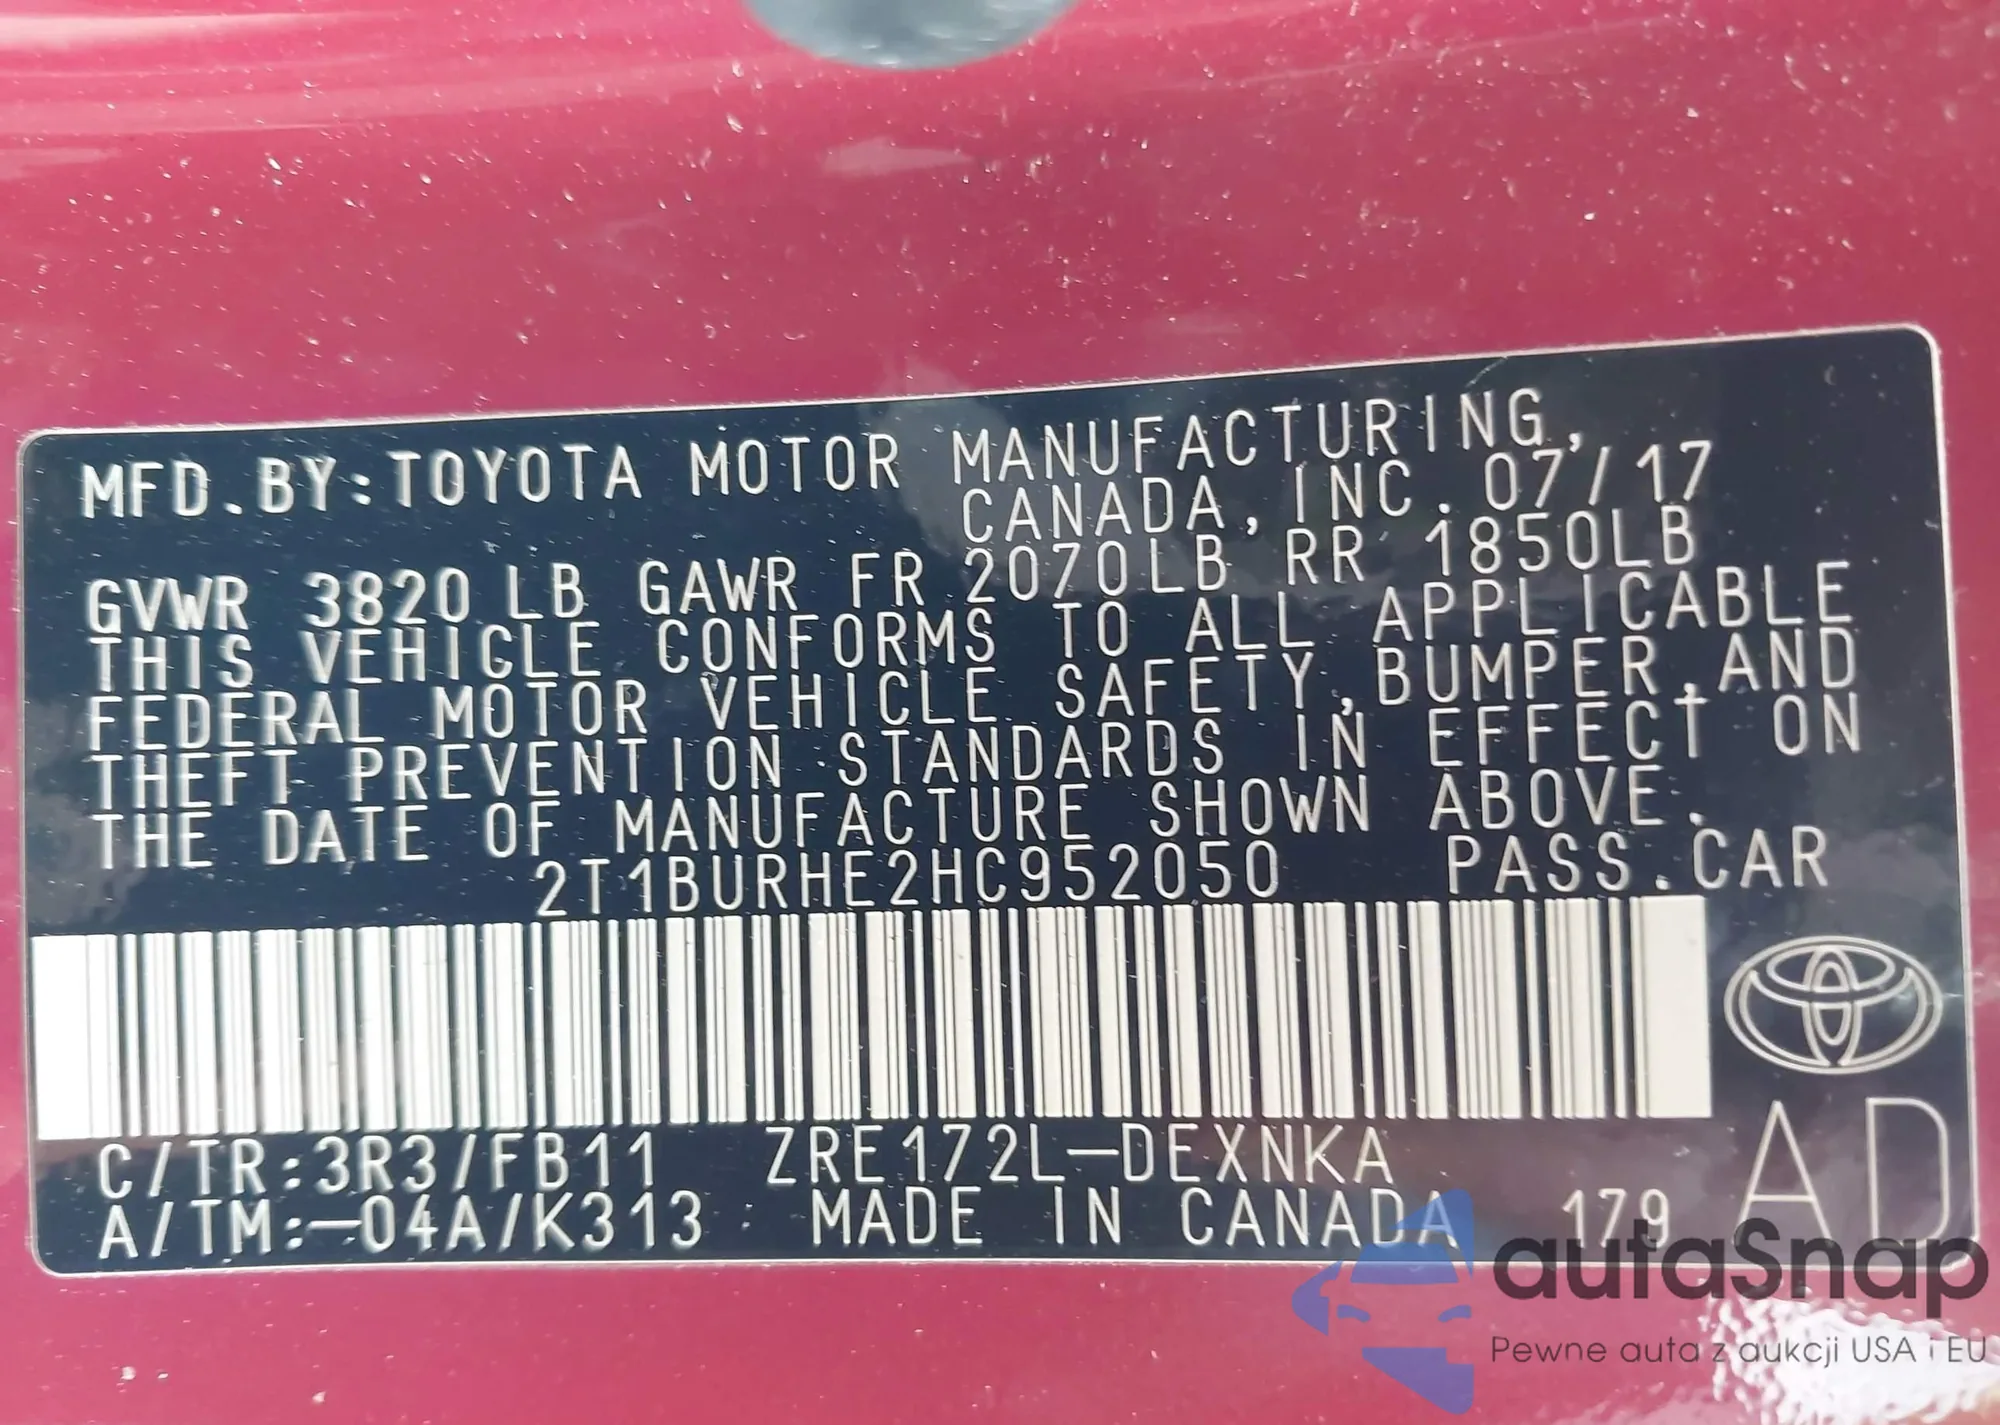 MFD.BY:TOYOTA MOTOR MANUFACTURING,
CANADA, INC. 07/17
GVWR 3820LB GAWR FR 2070LB RR 1850LB
THIS VEHICLE CONFORMS TO ALL APPLICABLE
FEDERAL MOTOR VEHICLE SAFETY,BUMPER,AND
THEFT PREVENTION STANDARDS IN EFFECT ON
THE DATE OF MANUFACTURE SHOWN ABOVE.
2T1BURHE2HC952050 PASS.CAR
C/TR:3R3/FB11 ZRE172L-DEXNKA
A/TM:-04A/K313 MADE IN CANADA 179
AD
autaSnap
Pewne auta z aukcji USA i EU